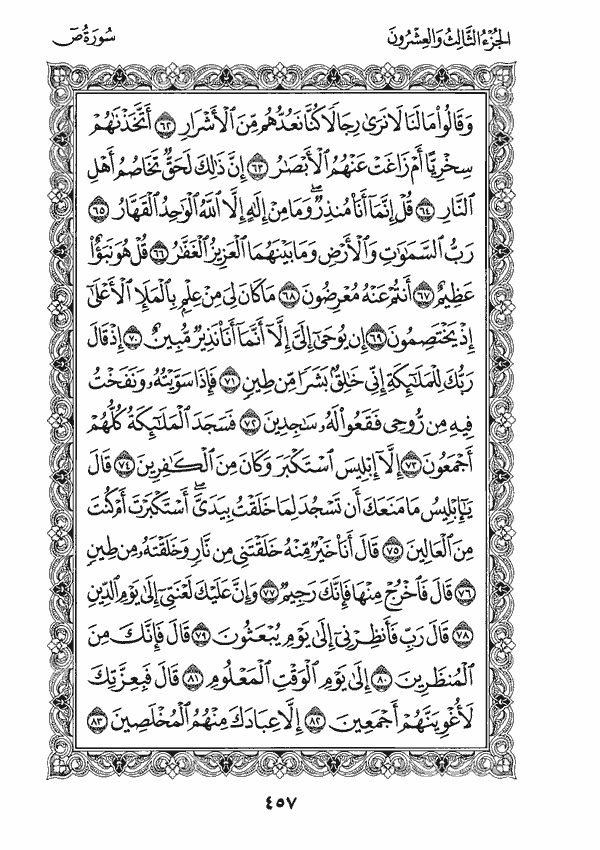 الجزء الثالث والعشرون
سورة ص
وَقَالُوا۟ مَا لَنَا لَا نَرَىٰ رِجَالًا كُنَّا نَعُدُّهُم مِّنَ ٱلْأَشْرَارِ ٦٢ أَتَّخَذْنَٰهُمْ
سِخْرِيًّا أَمْ زَاغَتْ عَنْهُمُ ٱلْأَبْصَٰرُ ٦٣ إِنَّ ذَٰلِكَ لَحَقٌّ تَخَاصُمُ أَهْلِ
ٱلنَّارِ ٦٤ قُلْ إِنَّمَآ أَنَا۠ مُنذِرٌ ۖ وَمَا مِنْ إِلَٰهٍ إِلَّا ٱللَّهُ ٱلْوَٰحِدُ ٱلْقَهَّارُ ٦٥
رَبُّ ٱلسَّمَٰوَٰتِ وَٱلْأَرْضِ وَمَا بَيْنَهُمَا ٱلْعَزِيزُ ٱلْغَفَّٰرُ ٦٦ قُلْ هُوَ نَبَؤٌا۟
عَظِيمٌ ٦٧ أَنتُمْ عَنْهُ مُعْرِضُونَ ٦٨ مَا كَانَ لِىَ مِنْ عِلْمٍۭ بِٱلْمَلَإِ ٱلْأَعْلَىٰٓ
إِذْ يَخْتَصِمُونَ ٦٩ إِن يُوحَىٰٓ إِلَىَّ إِلَّآ أَنَّمَآ أَنَا۠ نَذِيرٌ مُّبِينٌ ٧٠ إِذْ قَالَ
رَبُّكَ لِلْمَلَٰٓئِكَةِ إِنِّى خَٰلِقٌۢ بَشَرًا مِّن طِينٍ ٧١ فَإِذَا سَوَّيْتُهُۥ وَنَفَخْتُ
فِيهِ مِن رُّوحِى فَقَعُوا۟ لَهُۥ سَٰجِدِينَ ٧٢ فَسَجَدَ ٱلْمَلَٰٓئِكَةُ كُلُّهُمْ
أَجْمَعُونَ ٧٣ إِلَّآ إِبْلِيسَ ٱسْتَكْبَرَ وَكَانَ مِنَ ٱلْكَٰفِرِينَ ٧٤ قَالَ
يَٰٓإِبْلِيسُ مَا مَنَعَكَ أَن تَسْجُدَ لِمَا خَلَقْتُ بِيَدَىَّ ۖ أَسْتَكْبَرْتَ أَمْ كُنتَ
مِنَ ٱلْعَالِينَ ٧٥ قَالَ أَنَا۠ خَيْرٌ مِّنْهُ خَلَقْتَنِى مِن نَّارٍ وَخَلَقْتَهُۥ مِن طِينٍ
٧٦ قَالَ فَٱخْرُجْ مِنْهَا فَإِنَّكَ رَجِيمٌ ٧٧ وَإِنَّ عَلَيْكَ لَعْنَتِىٓ إِلَىٰ يَوْمِ ٱلدِّينِ
٧٨ قَالَ رَبِّ فَأَنظِرْنِىٓ إِلَىٰ يَوْمِ يُبْعَثُونَ ٧٩ قَالَ فَإِنَّكَ مِنَ
ٱلْمُنظَرِينَ ٨٠ إِلَىٰ يَوْمِ ٱلْوَقْتِ ٱلْمَعْلُومِ ٨١ قَالَ فَبِعِزَّتِكَ
لَأُغْوِيَنَّهُمْ أَجْمَعِينَ ٨٢ إِلَّا عِبَادَكَ مِنْهُمُ ٱلْمُخْلَصِينَ ٨٣
٤٥٧